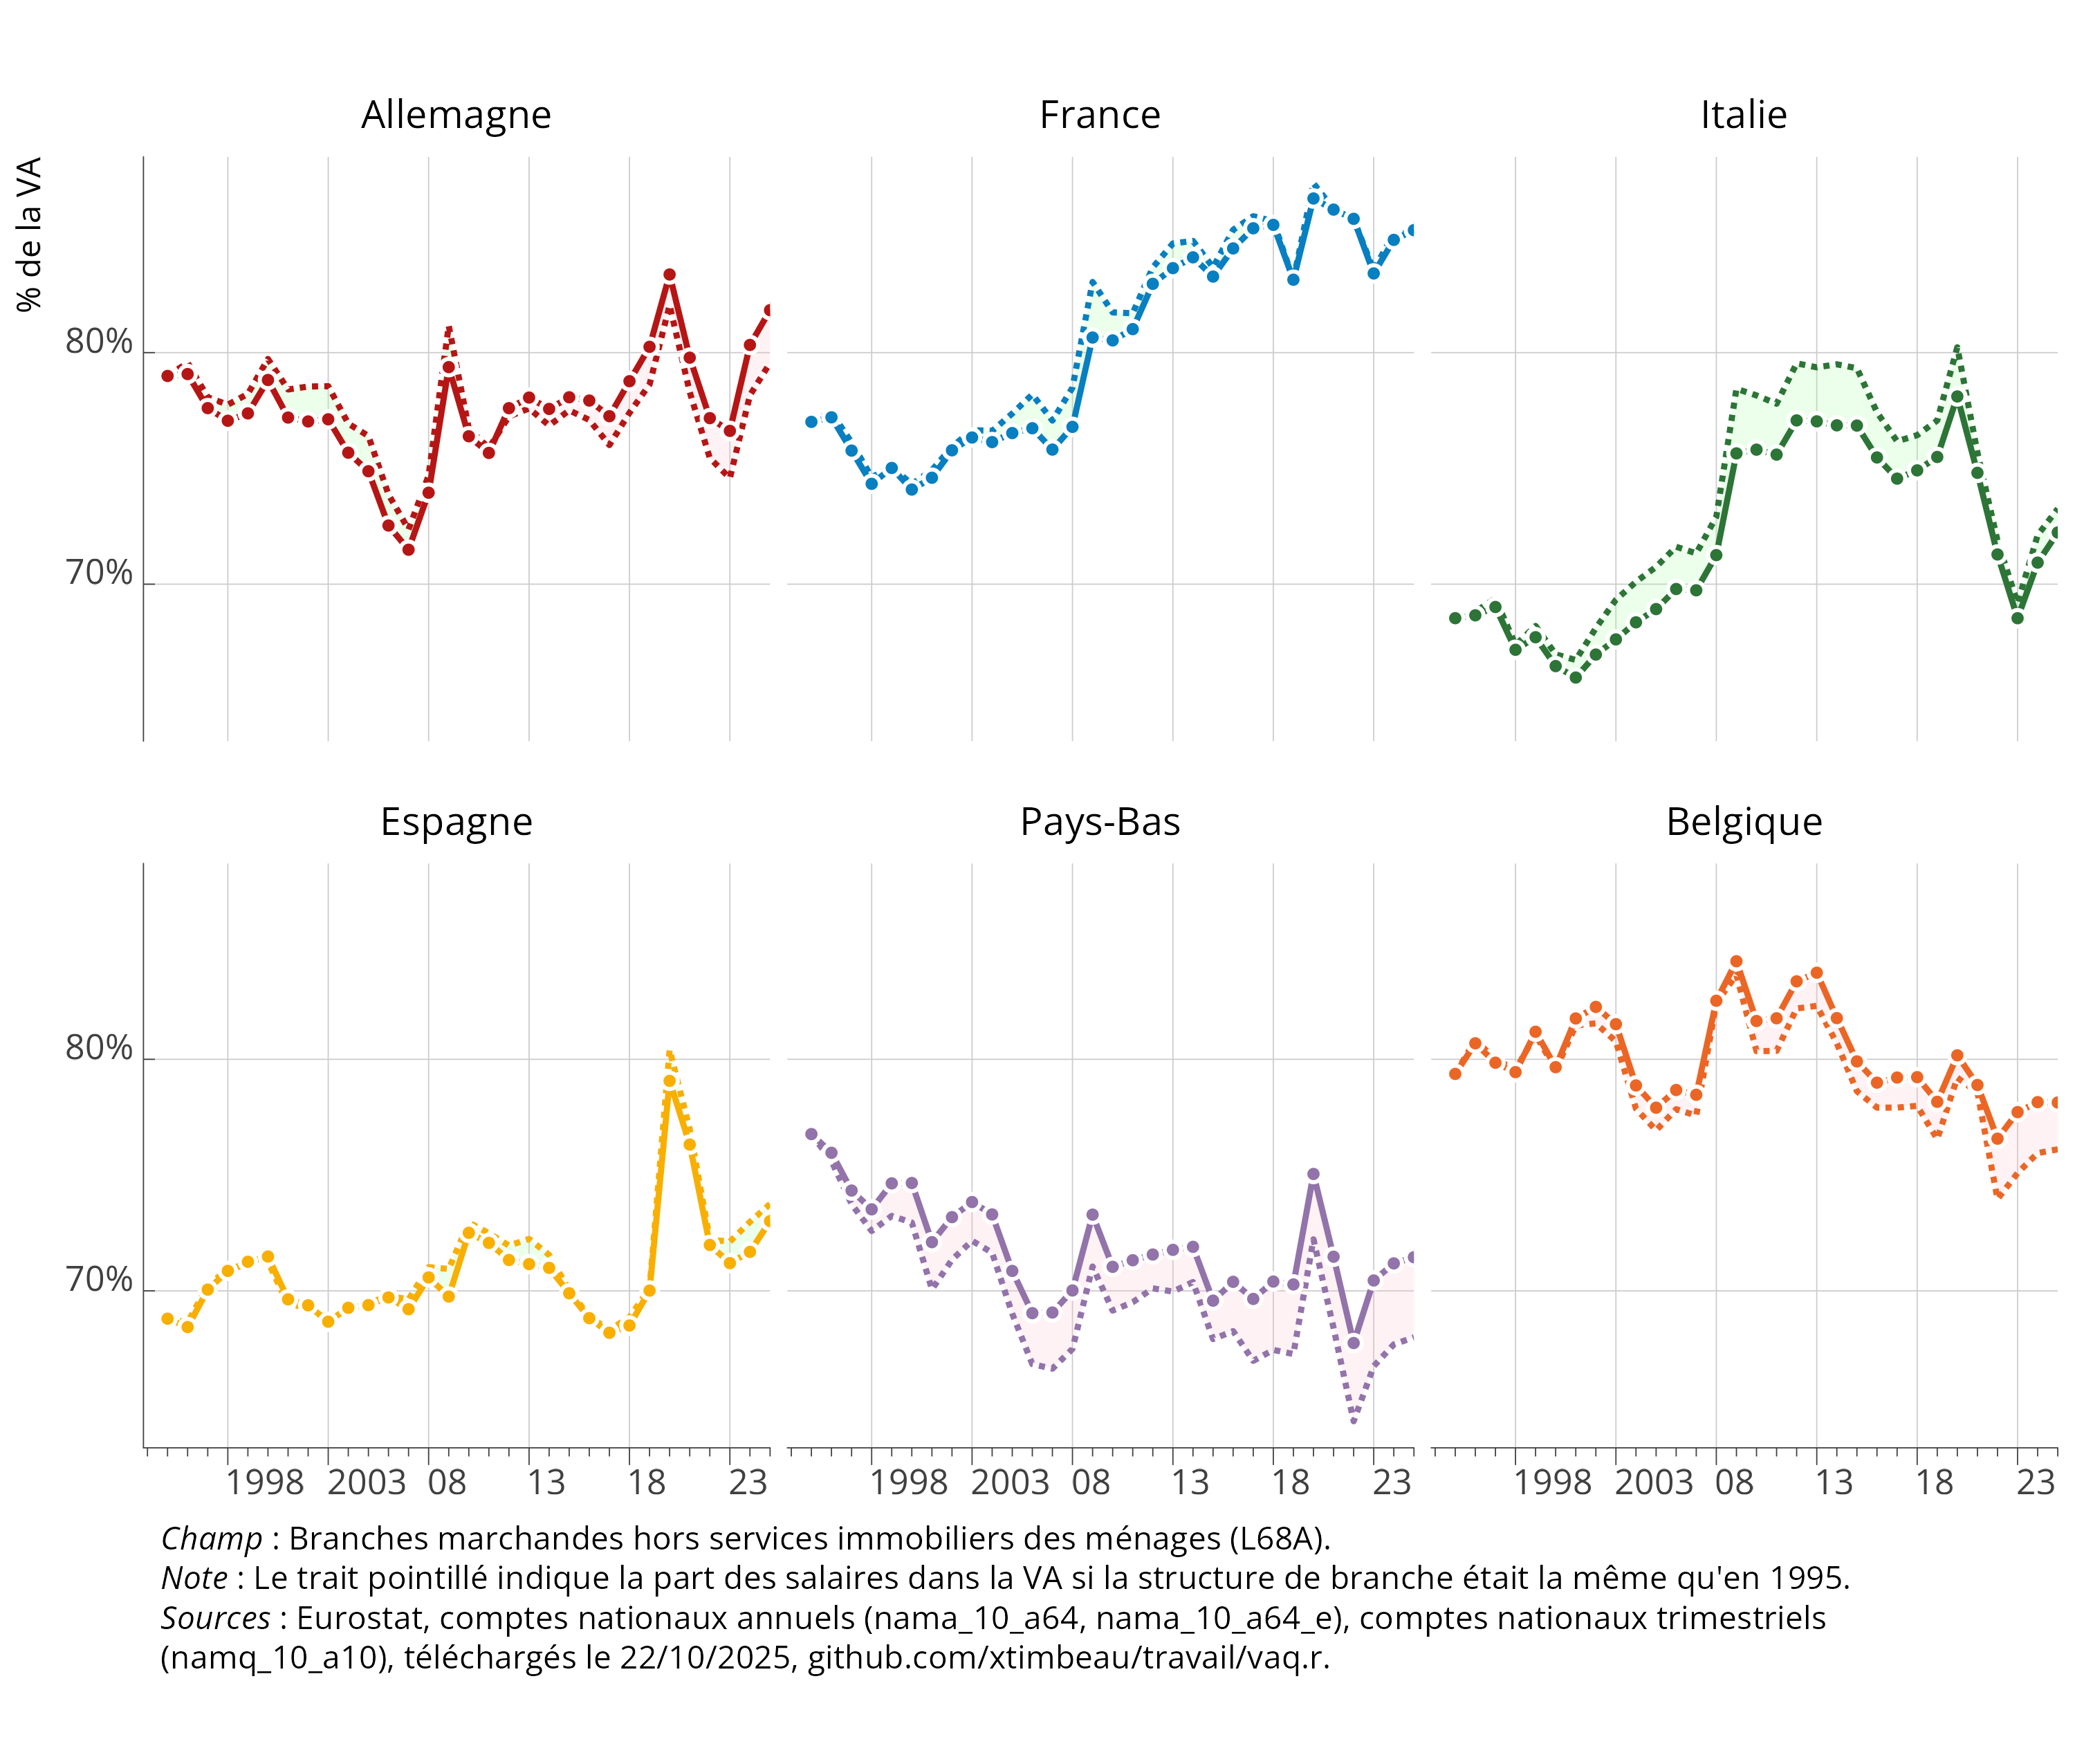 Allemagne
France
Italie
% de la VA
80%
70%
Espagne
Pays-Bas
Belgique
80%
70%
1998 2003 08 13 18 23
1998 2003 08 13 18 23
1998 2003 08 13 18 23
Champ : Branches marchandes hors services immobiliers des ménages (L68A).
Note : Le trait pointillé indique la part des salaires dans la VA si la structure de branche était la même qu'en 1995.
Sources : Eurostat, comptes nationaux annuels (nama_10_a64, nama_10_a64_e), comptes nationaux trimestriels
(namq_10_a10), téléchargés le 22/10/2025, github.com/xtimbeau/travail/vaq.r.